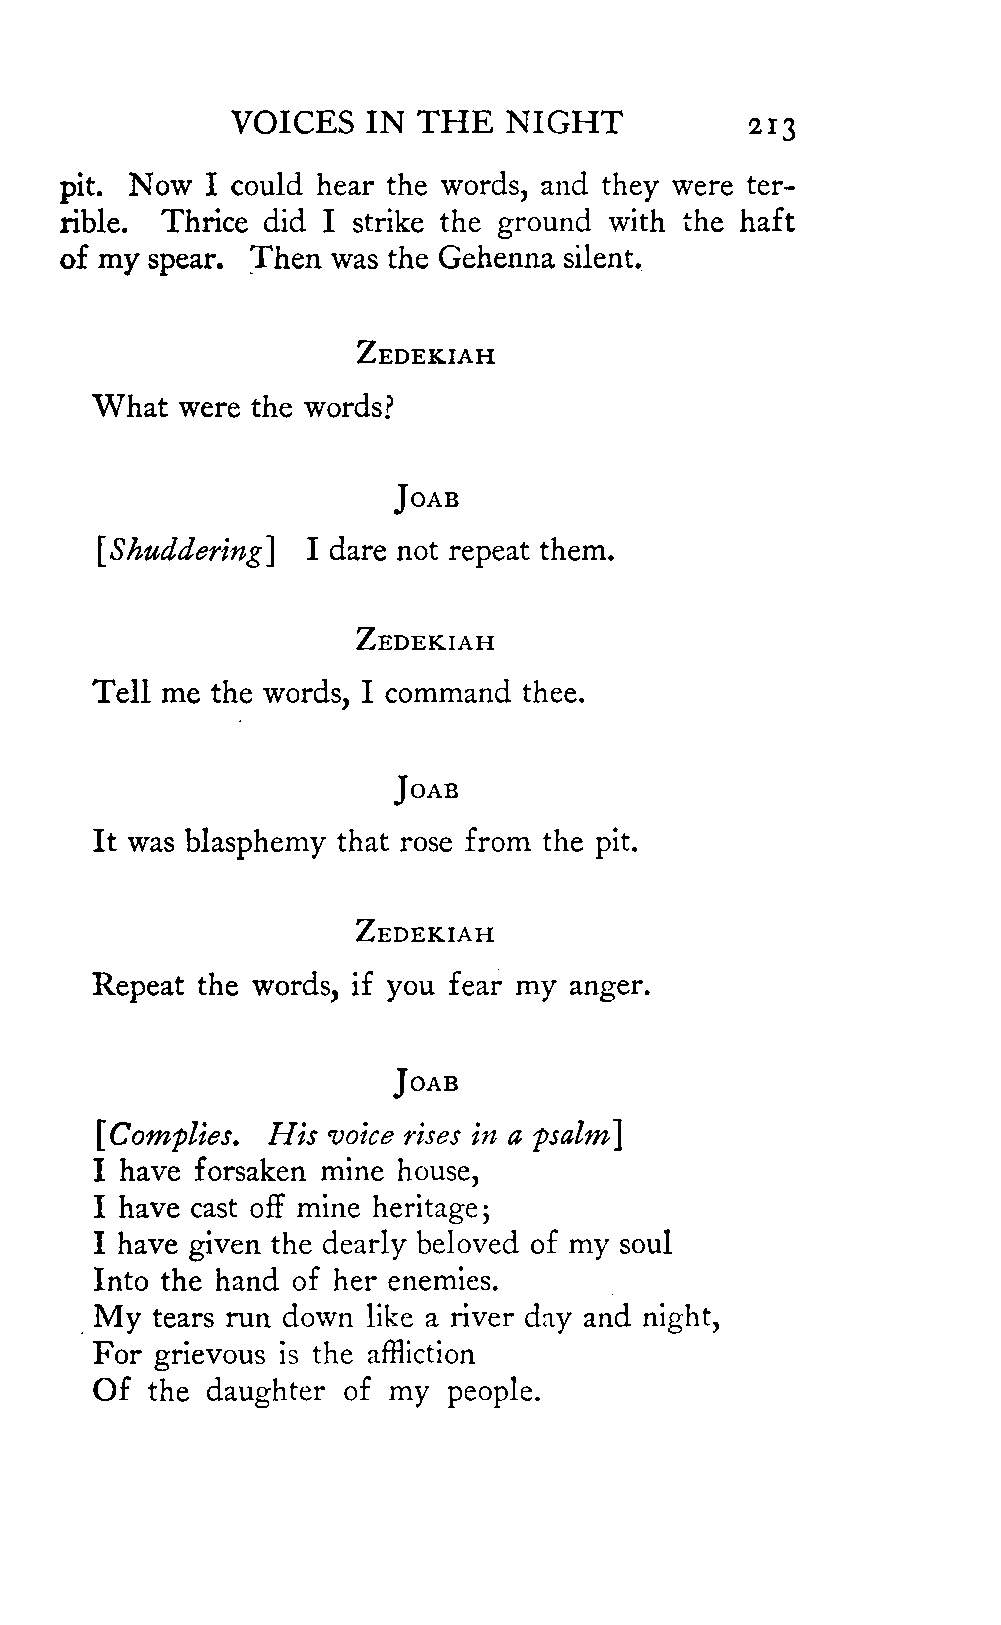 VOICES IN THE NIGHT 213
pit. Now I could hear the words, and they were ter-
rible. Thrice did I strike the ground with the haft
of my spear. Then was the Gehenna silent.
ZEDEKIAH
What were the words?
JOAB
[Shuddering] I dare not repeat them.
ZEDEKIAH
Tell me the words, I command thee.
JOAB
It was blasphemy that rose from the pit.
ZEDEKIAH
Repeat the words, if you fear my anger.
JOAB
[Complies. His voice rises in a psalm]
I have forsaken mine house,
I have cast off mine heritage;
I have given the dearly beloved of my soul
Into the hand of her enemies.
My tears run down like a river day and night,
For grievous is the affliction
Of the daughter of my people.